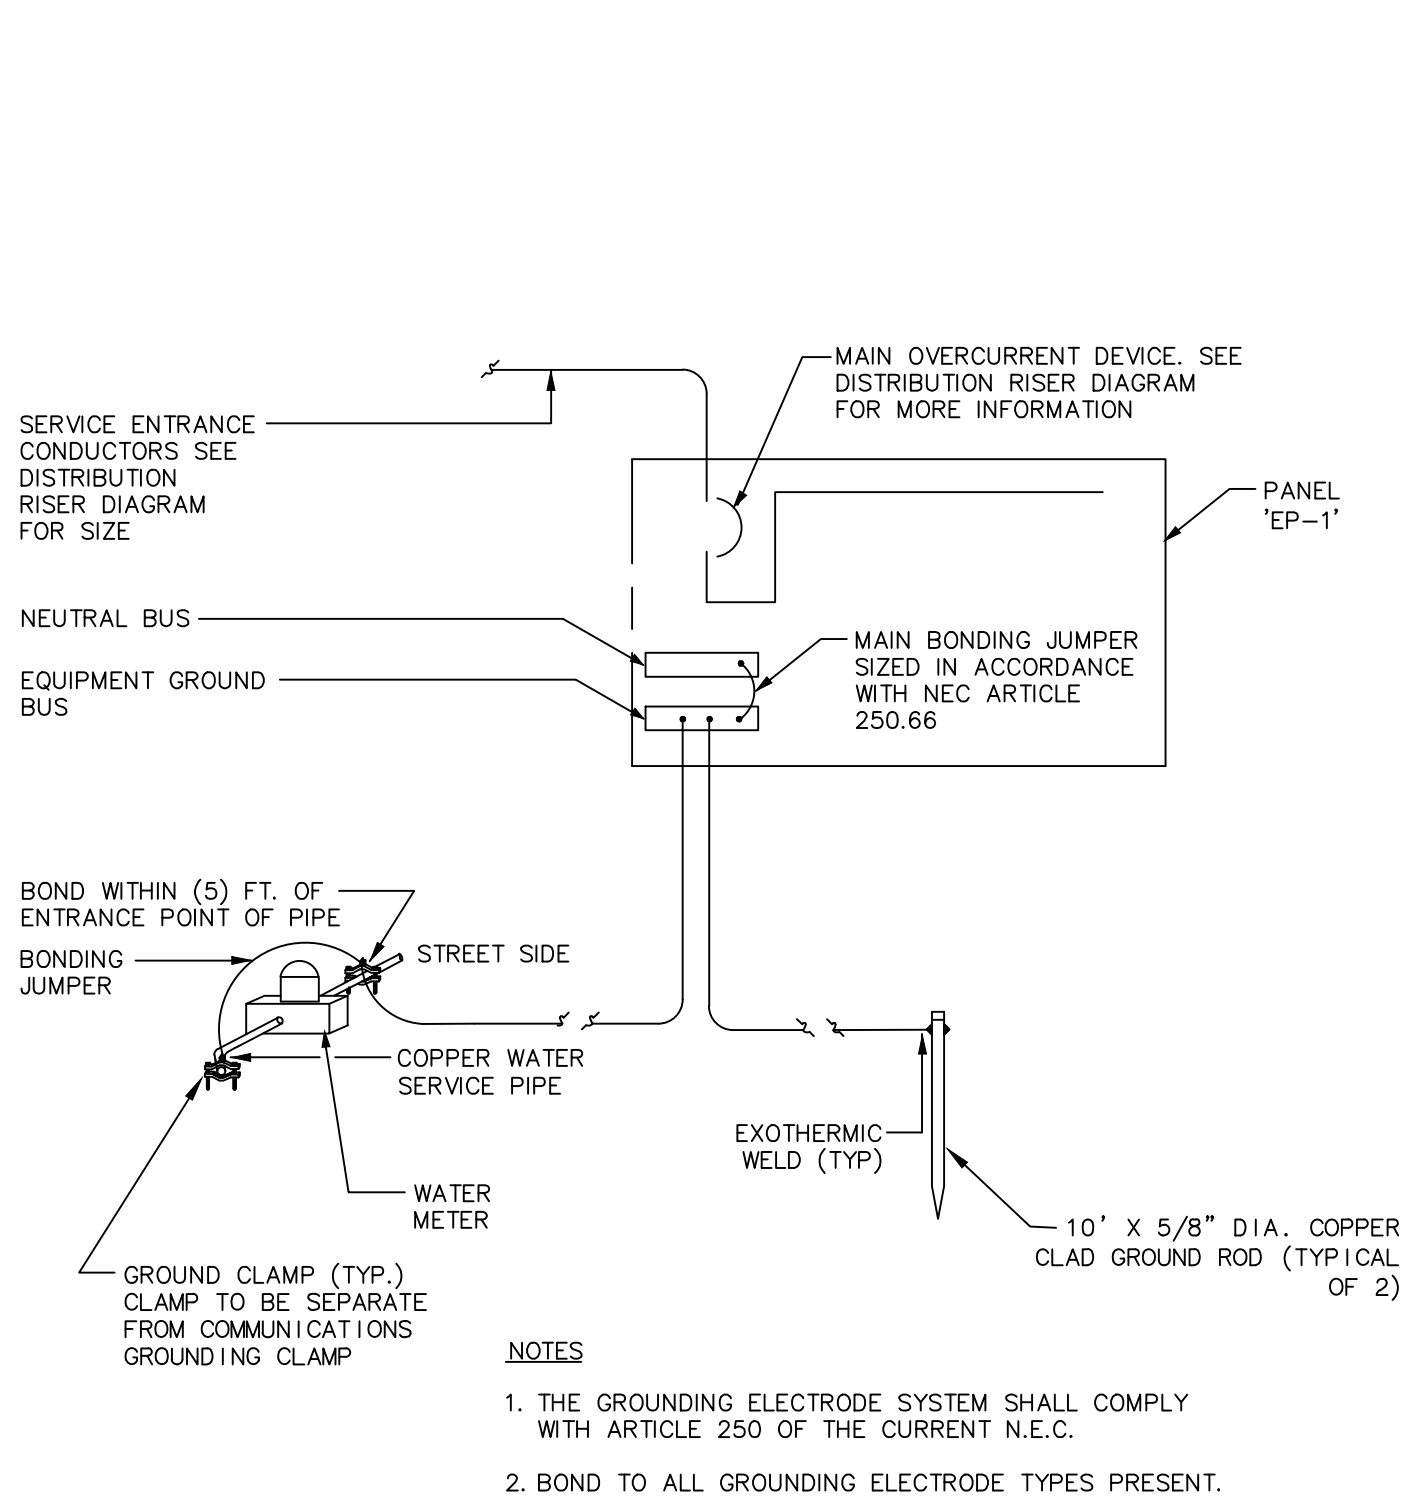 MAIN OVERCURRENT DEVICE. SEE
DISTRIBUTION RISER DIAGRAM
FOR MORE INFORMATION
SERVICE ENTRANCE
CONDUCTORS SEE
DISTRIBUTION
RISER DIAGRAM
FOR SIZE
PANEL
'EP-1'
NEUTRAL BUS
EQUIPMENT GROUND
BUS
MAIN BONDING JUMPER
SIZED IN ACCORDANCE
WITH NEC ARTICLE
250.66
BOND WITHIN (5) FT. OF
ENTRANCE POINT OF PIPE
BONDING
JUMPER
STREET SIDE
COPPER WATER
SERVICE PIPE
EXOTHERMIC
WELD (TYP)
WATER
METER
10' X 5/8" DIA. COPPER
CLAD GROUND ROD (TYPICAL
OF 2)
GROUND CLAMP (TYP.)
CLAMP TO BE SEPARATE
FROM COMMUNICATIONS
GROUNDING CLAMP
NOTES
1. THE GROUNDING ELECTRODE SYSTEM SHALL COMPLY
WITH ARTICLE 250 OF THE CURRENT N.E.C.
2. BOND TO ALL GROUNDING ELECTRODE TYPES PRESENT.